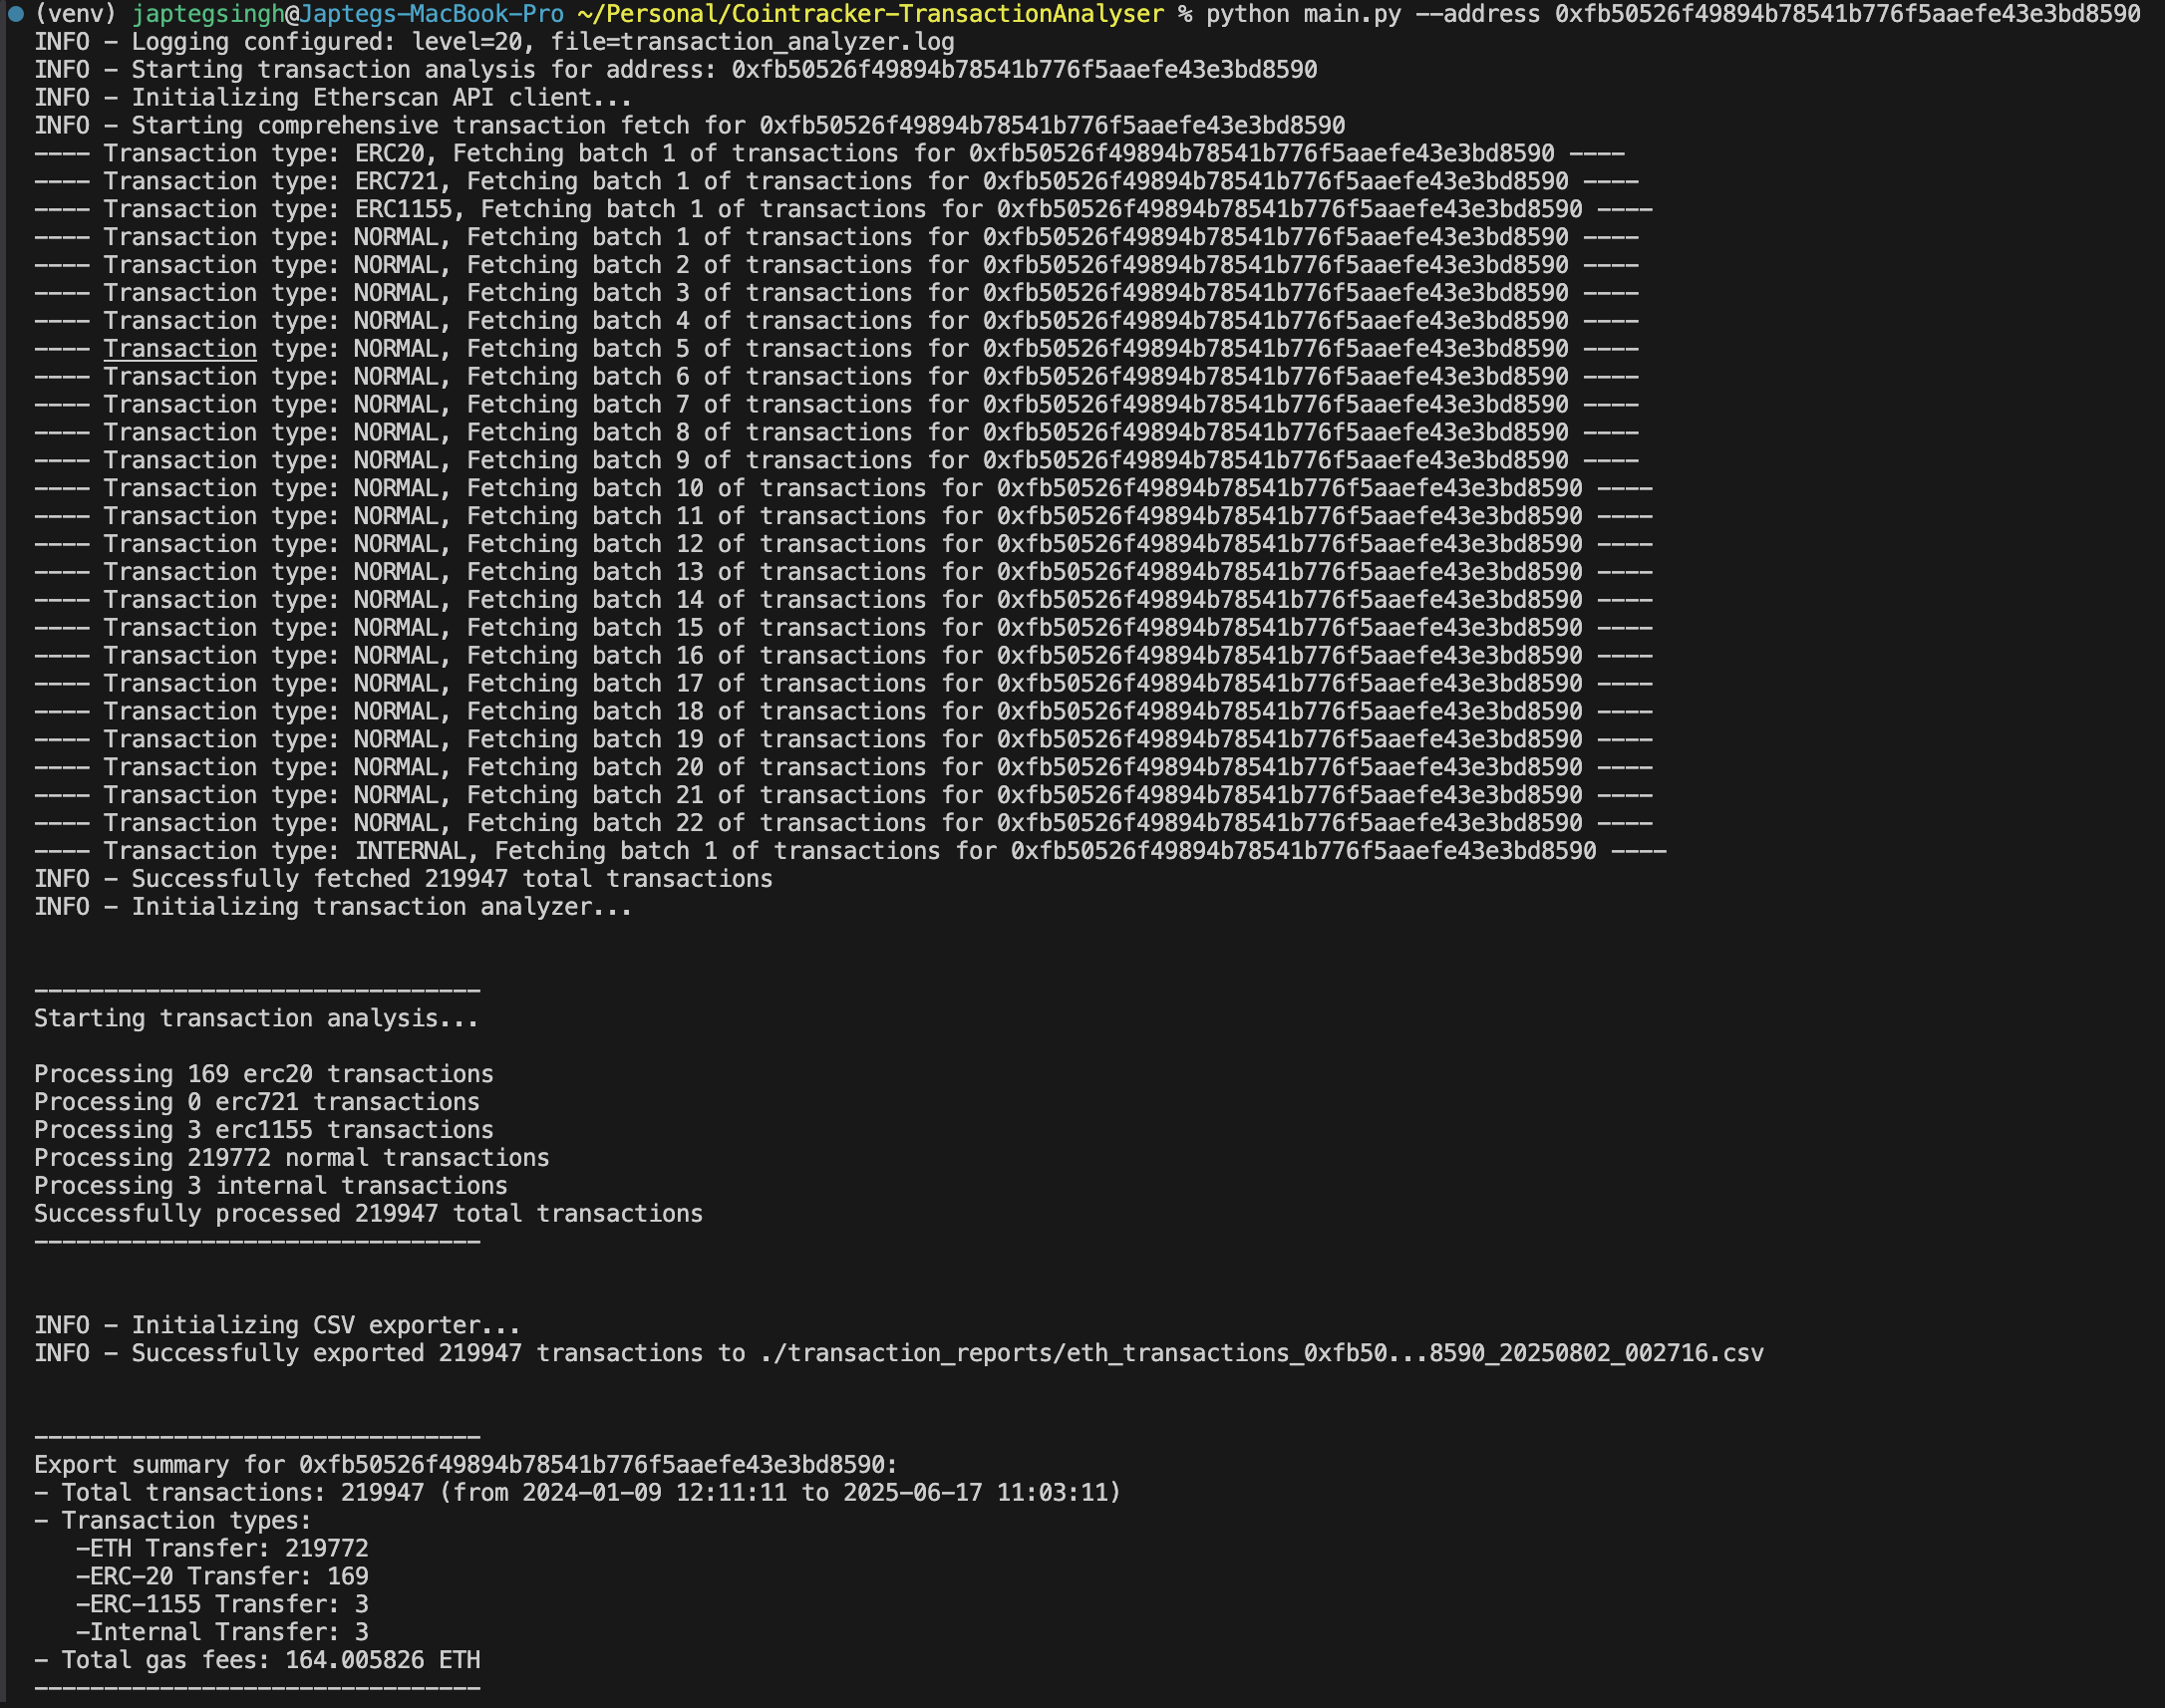 (venv) japtegsingh@Japtegs-MacBook-Pro ~/Personal/Cointracker-TransactionAnalyser % python main.py --address 0xfb50526f49894b78541b776f5aaefe43e3bd8590
INFO - Logging configured: level=20, file=transaction_analyzer.log
INFO - Starting transaction analysis for address: 0xfb50526f49894b78541b776f5aaefe43e3bd8590
INFO - Initializing Etherscan API client...
INFO - Starting comprehensive transaction fetch for 0xfb50526f49894b78541b776f5aaefe43e3bd8590
---- Transaction type: ERC20, Fetching batch 1 of transactions for 0xfb50526f49894b78541b776f5aaefe43e3bd8590 ----
---- Transaction type: ERC721, Fetching batch 1 of transactions for 0xfb50526f49894b78541b776f5aaefe43e3bd8590 ----
---- Transaction type: ERC1155, Fetching batch 1 of transactions for 0xfb50526f49894b78541b776f5aaefe43e3bd8590 ----
---- Transaction type: NORMAL, Fetching batch 1 of transactions for 0xfb50526f49894b78541b776f5aaefe43e3bd8590 ----
---- Transaction type: NORMAL, Fetching batch 2 of transactions for 0xfb50526f49894b78541b776f5aaefe43e3bd8590 ----
---- Transaction type: NORMAL, Fetching batch 3 of transactions for 0xfb50526f49894b78541b776f5aaefe43e3bd8590 ----
---- Transaction type: NORMAL, Fetching batch 4 of transactions for 0xfb50526f49894b78541b776f5aaefe43e3bd8590 ----
---- Transaction type: NORMAL, Fetching batch 5 of transactions for 0xfb50526f49894b78541b776f5aaefe43e3bd8590 ----
---- Transaction type: NORMAL, Fetching batch 6 of transactions for 0xfb50526f49894b78541b776f5aaefe43e3bd8590 ----
---- Transaction type: NORMAL, Fetching batch 7 of transactions for 0xfb50526f49894b78541b776f5aaefe43e3bd8590 ----
---- Transaction type: NORMAL, Fetching batch 8 of transactions for 0xfb50526f49894b78541b776f5aaefe43e3bd8590 ----
---- Transaction type: NORMAL, Fetching batch 9 of transactions for 0xfb50526f49894b78541b776f5aaefe43e3bd8590 ----
---- Transaction type: NORMAL, Fetching batch 10 of transactions for 0xfb50526f49894b78541b776f5aaefe43e3bd8590 ----
---- Transaction type: NORMAL, Fetching batch 11 of transactions for 0xfb50526f49894b78541b776f5aaefe43e3bd8590 ----
---- Transaction type: NORMAL, Fetching batch 12 of transactions for 0xfb50526f49894b78541b776f5aaefe43e3bd8590 ----
---- Transaction type: NORMAL, Fetching batch 13 of transactions for 0xfb50526f49894b78541b776f5aaefe43e3bd8590 ----
---- Transaction type: NORMAL, Fetching batch 14 of transactions for 0xfb50526f49894b78541b776f5aaefe43e3bd8590 ----
---- Transaction type: NORMAL, Fetching batch 15 of transactions for 0xfb50526f49894b78541b776f5aaefe43e3bd8590 ----
---- Transaction type: NORMAL, Fetching batch 16 of transactions for 0xfb50526f49894b78541b776f5aaefe43e3bd8590 ----
---- Transaction type: NORMAL, Fetching batch 17 of transactions for 0xfb50526f49894b78541b776f5aaefe43e3bd8590 ----
---- Transaction type: NORMAL, Fetching batch 18 of transactions for 0xfb50526f49894b78541b776f5aaefe43e3bd8590 ----
---- Transaction type: NORMAL, Fetching batch 19 of transactions for 0xfb50526f49894b78541b776f5aaefe43e3bd8590 ----
---- Transaction type: NORMAL, Fetching batch 20 of transactions for 0xfb50526f49894b78541b776f5aaefe43e3bd8590 ----
---- Transaction type: NORMAL, Fetching batch 21 of transactions for 0xfb50526f49894b78541b776f5aaefe43e3bd8590 ----
---- Transaction type: NORMAL, Fetching batch 22 of transactions for 0xfb50526f49894b78541b776f5aaefe43e3bd8590 ----
---- Transaction type: INTERNAL, Fetching batch 1 of transactions for 0xfb50526f49894b78541b776f5aaefe43e3bd8590 ----
INFO - Successfully fetched 219947 total transactions
INFO - Initializing transaction analyzer...
--------------------------------
Starting transaction analysis...
Processing 169 erc20 transactions
Processing 0 erc721 transactions
Processing 3 erc1155 transactions
Processing 219772 normal transactions
Processing 3 internal transactions
Successfully processed 219947 total transactions
--------------------------------
INFO - Initializing CSV exporter...
INFO - Successfully exported 219947 transactions to ./transaction_reports/eth_transactions_0xfb50...8590_20250802_002716.csv
--------------------------------
Export summary for 0xfb50526f49894b78541b776f5aaefe43e3bd8590:
- Total transactions: 219947 (from 2024-01-09 12:11:11 to 2025-06-17 11:03:11)
- Transaction types:
-ETH Transfer: 219772
-ERC-20 Transfer: 169
-ERC-1155 Transfer: 3
-Internal Transfer: 3
- Total gas fees: 164.005826 ETH
--------------------------------